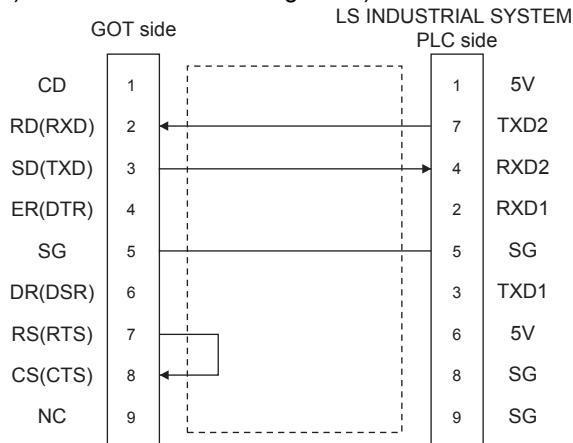 LS INDUSTRIAL SYSTEM
GOT side PLC side
CD 1 1 5V
RD(RXD) 2 7 TXD2
SD(TXD) 3 4 RXD2
ER(DTR) 4 2 RXD1
SG 5 5 SG
DR(DSR) 6 3 TXD1
RS(RTS) 7 6 5V
CS(CTS) 8 8 SG
NC 9 9 SG